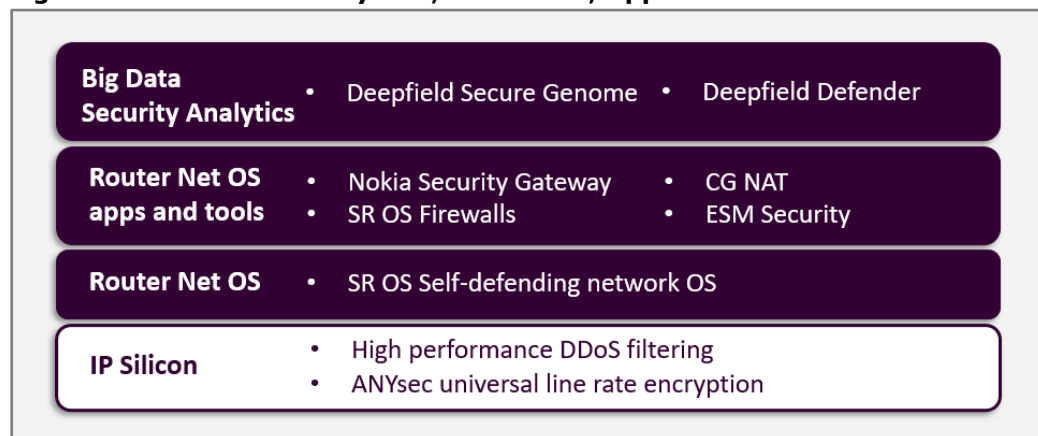 Big Data
Security Analytics
• Deepfield Secure Genome • Deepfield Defender
Router Net OS
apps and tools
• Nokia Security Gateway • CG NAT
• SR OS Firewalls • ESM Security
Router Net OS • SR OS Self-defending network OS
IP Silicon
• High performance DDoS filtering
• ANYsec universal line rate encryption